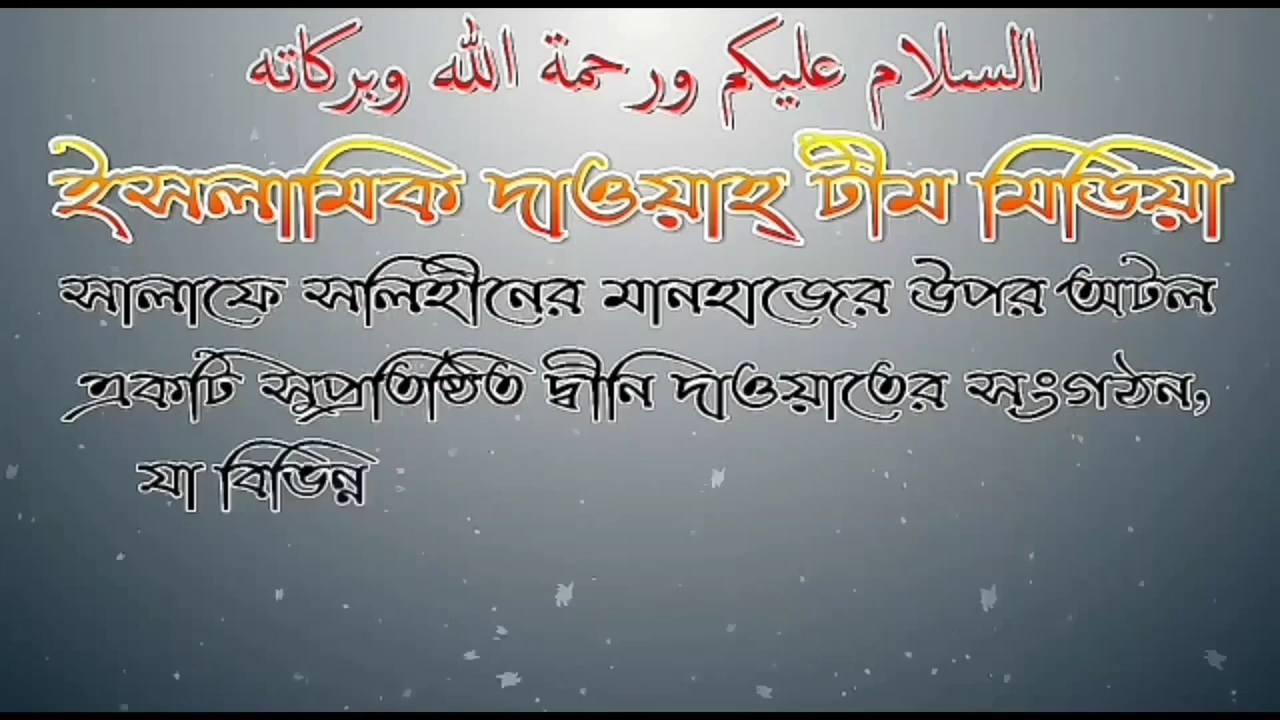 السلام عليكم ورحمة الله وبركاته
ইসলামিক দাওয়াহ্ টীম মিডিয়া
সালাফে সলিহীনের মানহাজের উপর অটল
একটি সুপ্রতিষ্ঠিত দ্বীনি দাওয়াতের সংগঠন,
যা বিভিন্ন